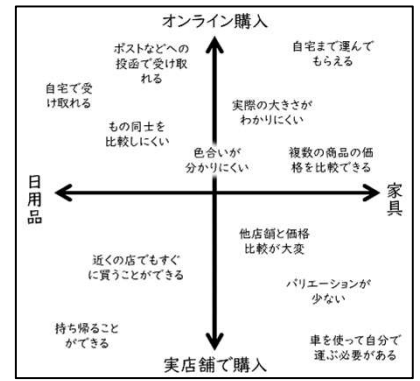 オンライン購入
ポストなどへの
投函で受け取
れる
自宅まで運んで
もらえる
自宅で受
け取れる
実際の大きさが
わかりにくい
もの同士を
比較しにくい
色合いが
分かりにくい
複数の商品の価
格を比較できる
日用品
家具
他店舗と価格
比較が大変
近くの店でもすぐ
に買うことができる
バリエーションが
少ない
持ち帰ること
ができる
車を使って自分で
運ぶ必要がある
実店舗で購入